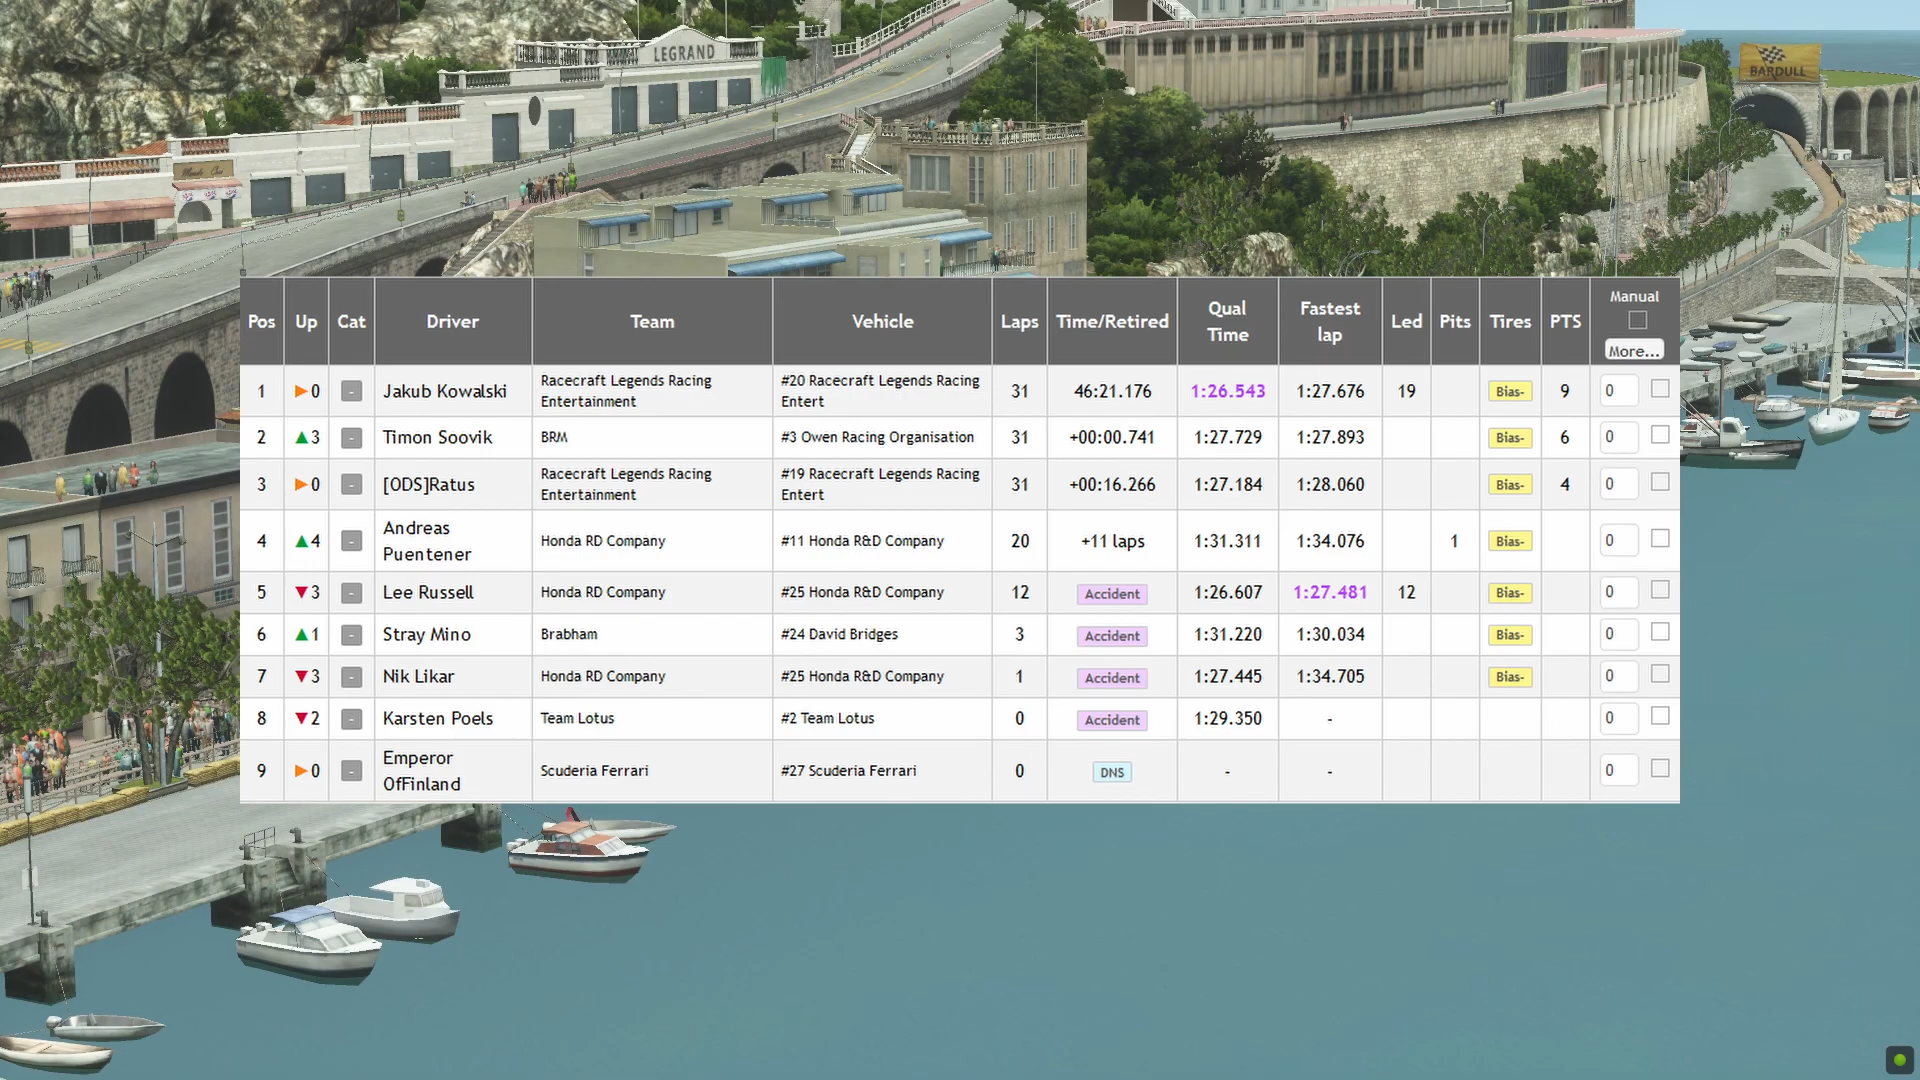 LEGRAND
BARDULL
Pos Up Cat Driver Team Vehicle Laps Time/Retired Qual Time Fastest lap Led Pits Tires PTS Manual More...
1 ▶0 - Jakub Kowalski Racecraft Legends Racing Entertainment #20 Racecraft Legends Racing Entert 31 46:21.176 1:26.543 1:27.676 19 Bias- 9 0
2 ▲3 - Timon Soovik BRM #3 Owen Racing Organisation 31 +00:00.741 1:27.729 1:27.893 Bias- 6 0
3 ▶0 - [ODS]Ratus Racecraft Legends Racing Entertainment #19 Racecraft Legends Racing Entert 31 +00:16.266 1:27.184 1:28.060 Bias- 4 0
4 ▲4 - Andreas Puentener Honda RD Company #11 Honda R&D Company 20 +11 laps 1:31.311 1:34.076 1 Bias- 0
5 ▼3 - Lee Russell Honda RD Company #25 Honda R&D Company 12 Accident 1:26.607 1:27.481 12 Bias- 0
6 ▲1 - Stray Mino Brabham #24 David Bridges 3 Accident 1:31.220 1:30.034 Bias- 0
7 ▼3 - Nik Likar Honda RD Company #25 Honda R&D Company 1 Accident 1:27.445 1:34.705 Bias- 0
8 ▼2 - Karsten Poels Team Lotus #2 Team Lotus 0 Accident 1:29.350 - 0
9 ▶0 - Emperor OfFinland Scuderia Ferrari #27 Scuderia Ferrari 0 DNS - - 0